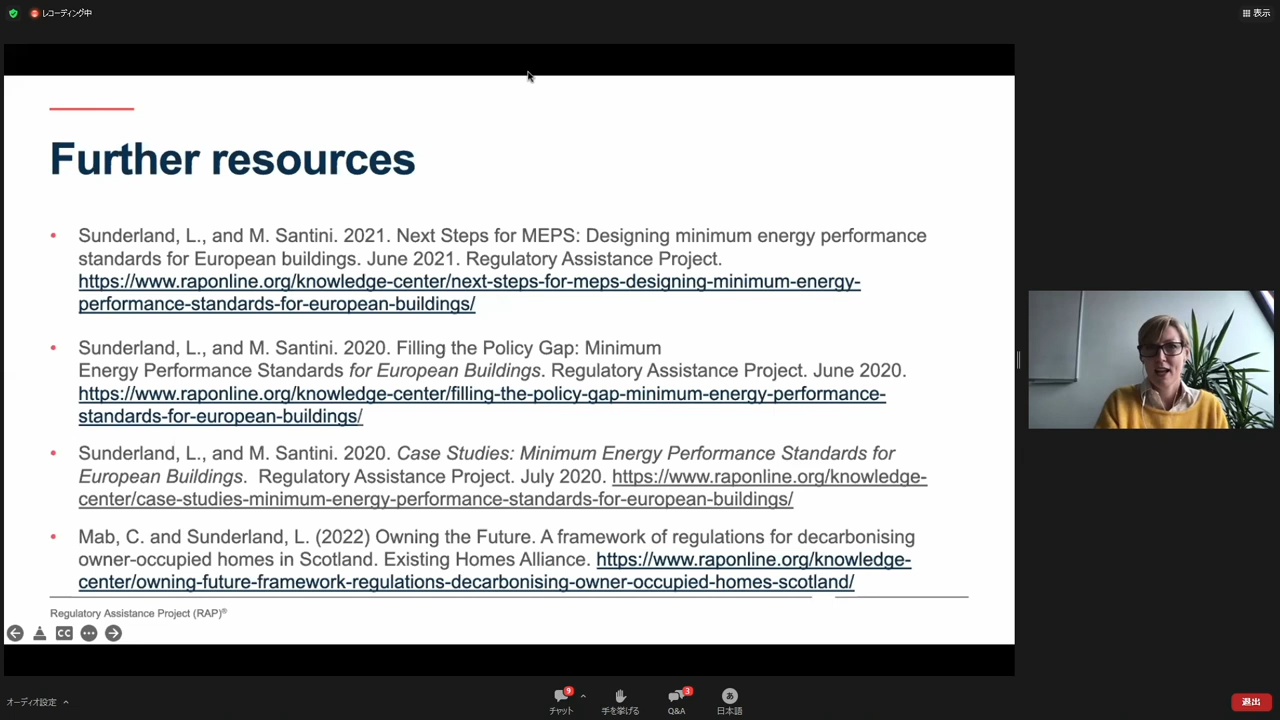 レコーディング中
表示
Further resources
• Sunderland, L., and M. Santini. 2021. Next Steps for MEPS: Designing minimum energy performance
standards for European buildings. June 2021. Regulatory Assistance Project.
https://www.raponline.org/knowledge-center/next-steps-for-meps-designing-minimum-energy-
performance-standards-for-european-buildings/
• Sunderland, L., and M. Santini. 2020. Filling the Policy Gap: Minimum
Energy Performance Standards for European Buildings. Regulatory Assistance Project. June 2020.
https://www.raponline.org/knowledge-center/filling-the-policy-gap-minimum-energy-performance-
standards-for-european-buildings/
• Sunderland, L., and M. Santini. 2020. Case Studies: Minimum Energy Performance Standards for
European Buildings. Regulatory Assistance Project. July 2020. https://www.raponline.org/knowledge-
center/case-studies-minimum-energy-performance-standards-for-european-buildings/
• Mab, C. and Sunderland, L. (2022) Owning the Future. A framework of regulations for decarbonising
owner-occupied homes in Scotland. Existing Homes Alliance. https://www.raponline.org/knowledge-
center/owning-future-framework-regulations-decarbonising-owner-occupied-homes-scotland/
Regulatory Assistance Project (RAP)®
CC
オーディオ設定
9
チャット
手を挙げる
3
Q&A
あ
日本語
退出